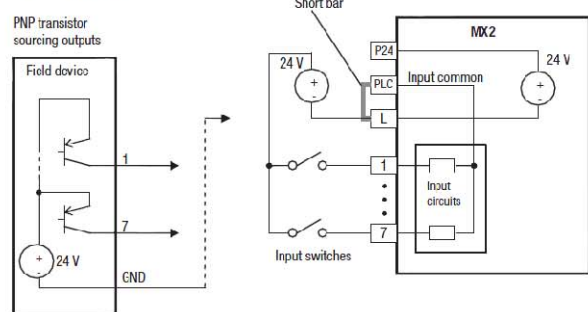 PNP transistor
sourcing outputs
Field device
1
7
24 V
+
-
GND
Short bar
24 V
+
-
P24
PLC
L
1
7
Input switches
MX2
Input common
24 V
+
-
Input
circuits